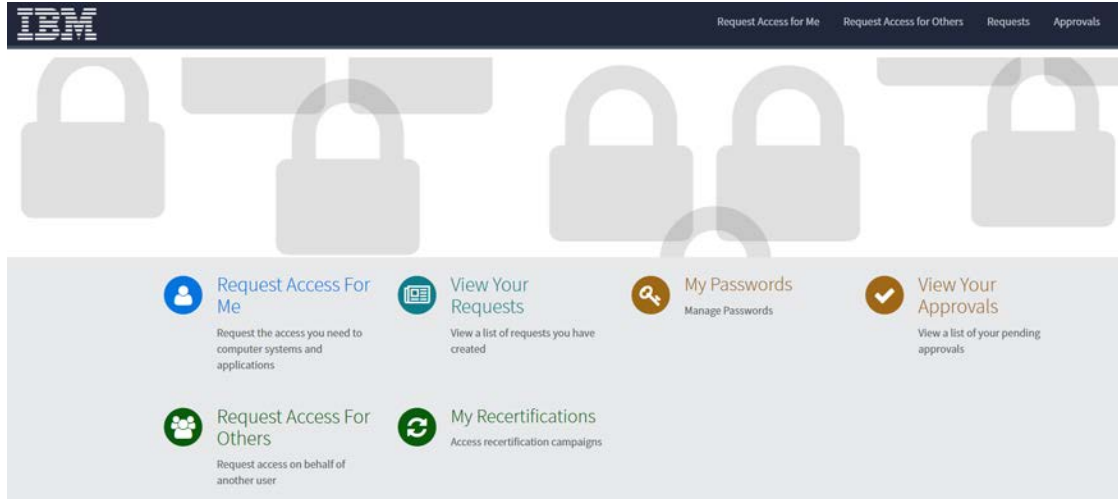 IBM
Request Access for Me
Request Access for Others
Requests
Approvals
Request Access For
Me
Request the access you need to
computer systems and
applications
View Your
Requests
View a list of requests you have
created
My Passwords
Manage Passwords
View Your
Approvals
View a list of your pending
approvals
Request Access For
Others
Request access on behalf of
another user
My Recertifications
Access recertification campaigns